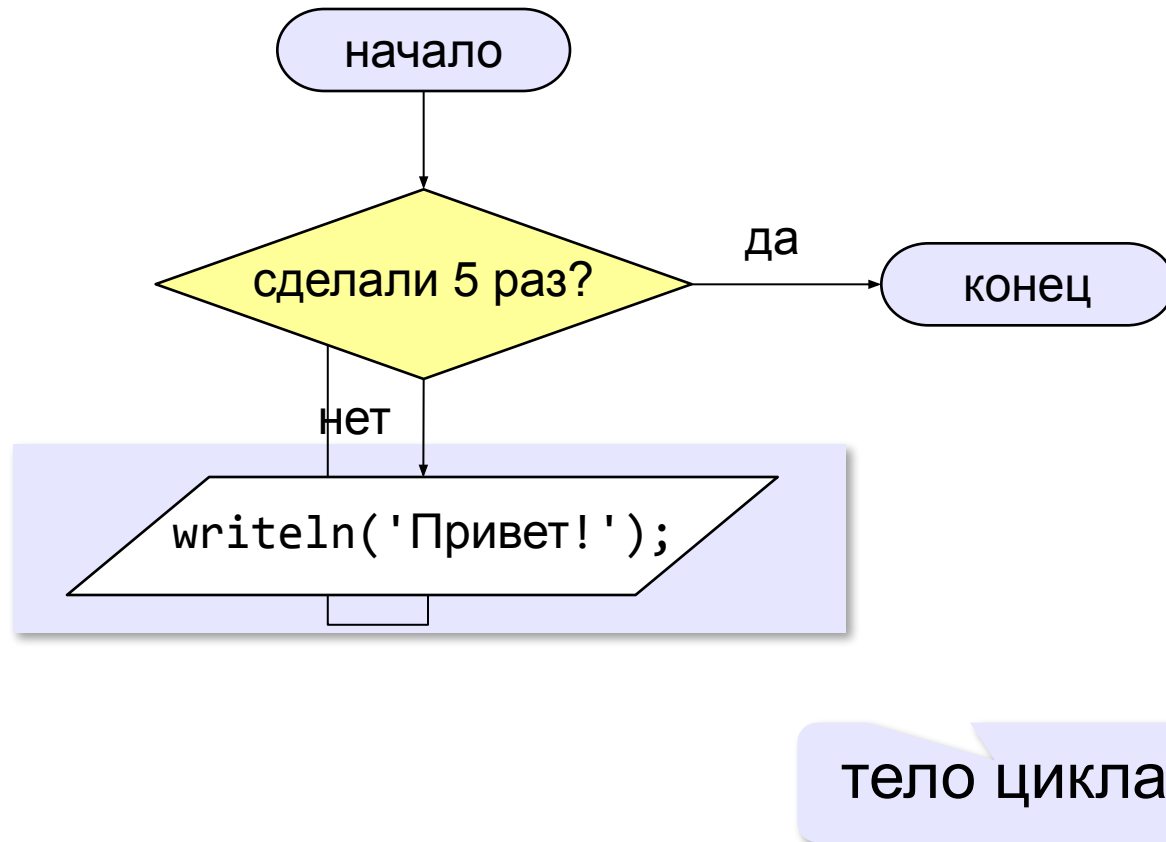 начало
сделали 5 раз?
да
конец
нет
writeln('Привет!');
тело цикла